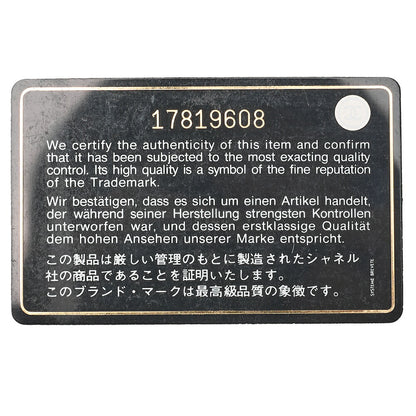 17819608
We certify the authenticity of this item and confirm
that it has been subjected to the most exacting quality
control. Its high quality is a symbol of the fine reputation
of the Trademark.
Wir bestätigen, dass es sich um einen Artikel handelt,
der während seiner Herstellung strengsten Kontrollen
unterworfen war, und dessen erstklassige Qualität
dem hohen Ansehen unserer Marke entspricht.
この製品は厳しい管理のもとに製造されたシャネル
社の商品であることを証明いたします。
このブランド・マークは最高級品質の象徴です。
SYSTEME BREVETE